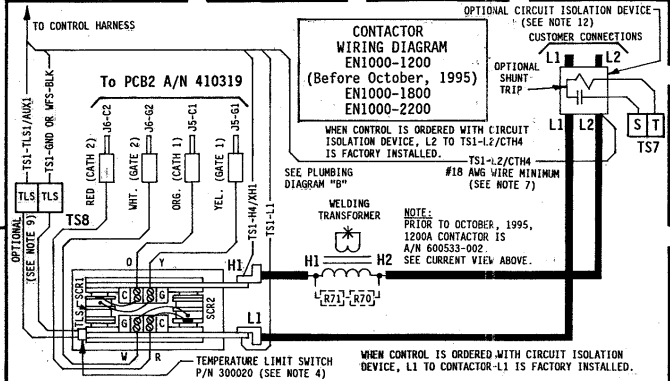 TO CONTROL HARNESS
CONTACTOR
WIRING DIAGRAM
EN1000-1200
(Before October, 1995)
EN1000-1800
EN1000-2200
OPTIONAL CIRCUIT ISOLATION DEVICE
(SEE NOTE 12)
CUSTOMER CONNECTIONS
L1 L2
OPTIONAL
SHUNT
TRIP
L1 L2
S T
TS7
To PCB2 A/N 410319
TS1-TLS1/AUX1
TS1-GND OR WFS-BLK
J6-C2
J6-G2
J5-C1
J5-G1
RED (CATH 2)
WHT. (GATE 2)
ORG. (CATH 1)
YEL. (GATE 1)
WHEN CONTROL IS ORDERED WITH CIRCUIT
ISOLATION DEVICE, L2 TO TS1-L2/CTH4
IS FACTORY INSTALLED.
TS1-L2/CTH4
#18 AWG WIRE MINIMUM
(SEE NOTE 7)
SEE PLUMBING
DIAGRAM "B"
TS1-H4/XH1
TS1-L1
TLS TLS
TS8
OPTIONAL
(SEE NOTE 9)
WELDING
TRANSFORMER
NOTE:
PRIOR TO OCTOBER, 1995,
1200A CONTACTOR IS
A/N 600533-002.
SEE CURRENT VIEW ABOVE.
O Y
H1
H1 H2
R71 R70
SCR1
C G
TLS
SCR2
G C
L1
W R
TEMPERATURE LIMIT SWITCH
P/N 300020 (SEE NOTE 4)
WHEN CONTROL IS ORDERED WITH CIRCUIT ISOLATION
DEVICE, L1 TO CONTACTOR-L1 IS FACTORY INSTALLED.